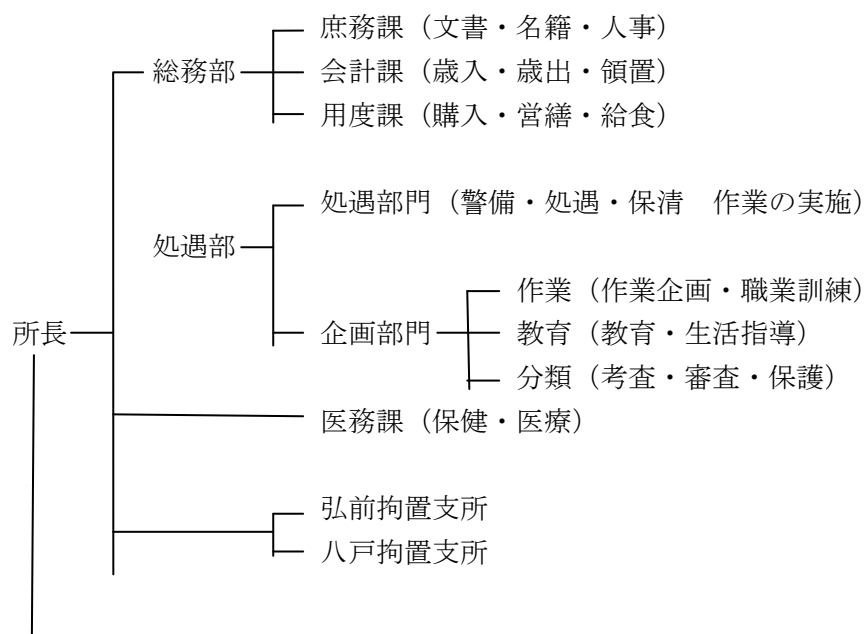 庶務課（文書・名籍・人事）
総務部
会計課（歳入・歳出・領置）
用度課（購入・営繕・給食）
処遇部門（警備・処遇・保清　作業の実施）
処遇部
作業（作業企画・職業訓練）
所長
企画部門
教育（教育・生活指導）
分類（考査・審査・保護）
医務課（保健・医療）
弘前拘置支所
八戸拘置支所